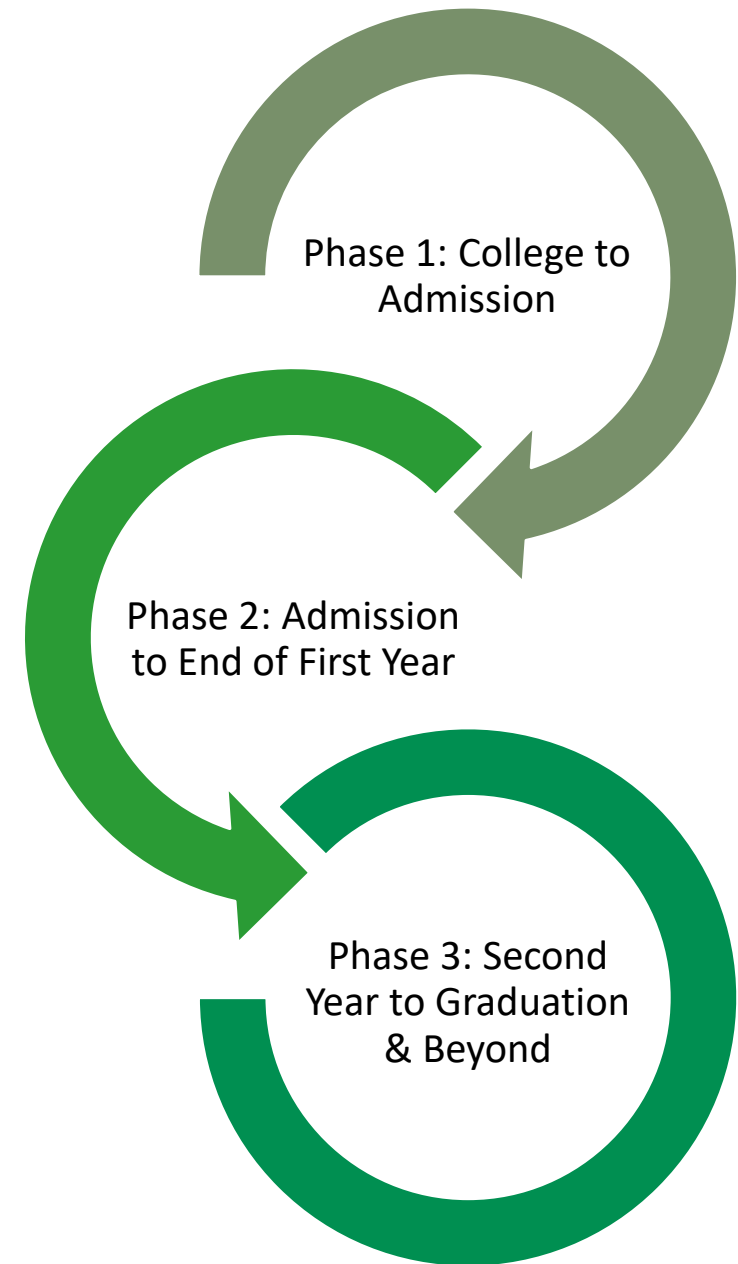 Phase 1: College to
Admission
Phase 2: Admission
to End of First Year
Phase 3: Second
Year to Graduation
& Beyond